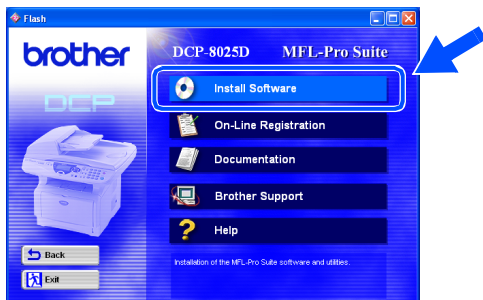 Flash
brother
DCP-8025D MFL-Pro Suite
DCP
Install Software
On-Line Registration
Documentation
Brother Support
Help
Back
Exit
Installation of the MFL-Pro Suite software and utilities.